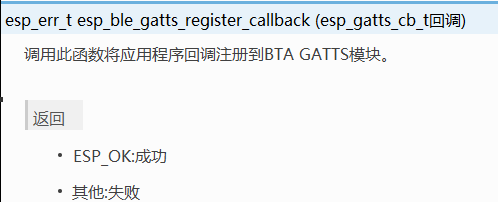 esp_err_t esp_ble_gatts_register_callback (esp_gatts_cb_t回调)
调用此函数将应用程序回调注册到BTA GATTS模块。
返回
• ESP_OK:成功
• 其他:失败